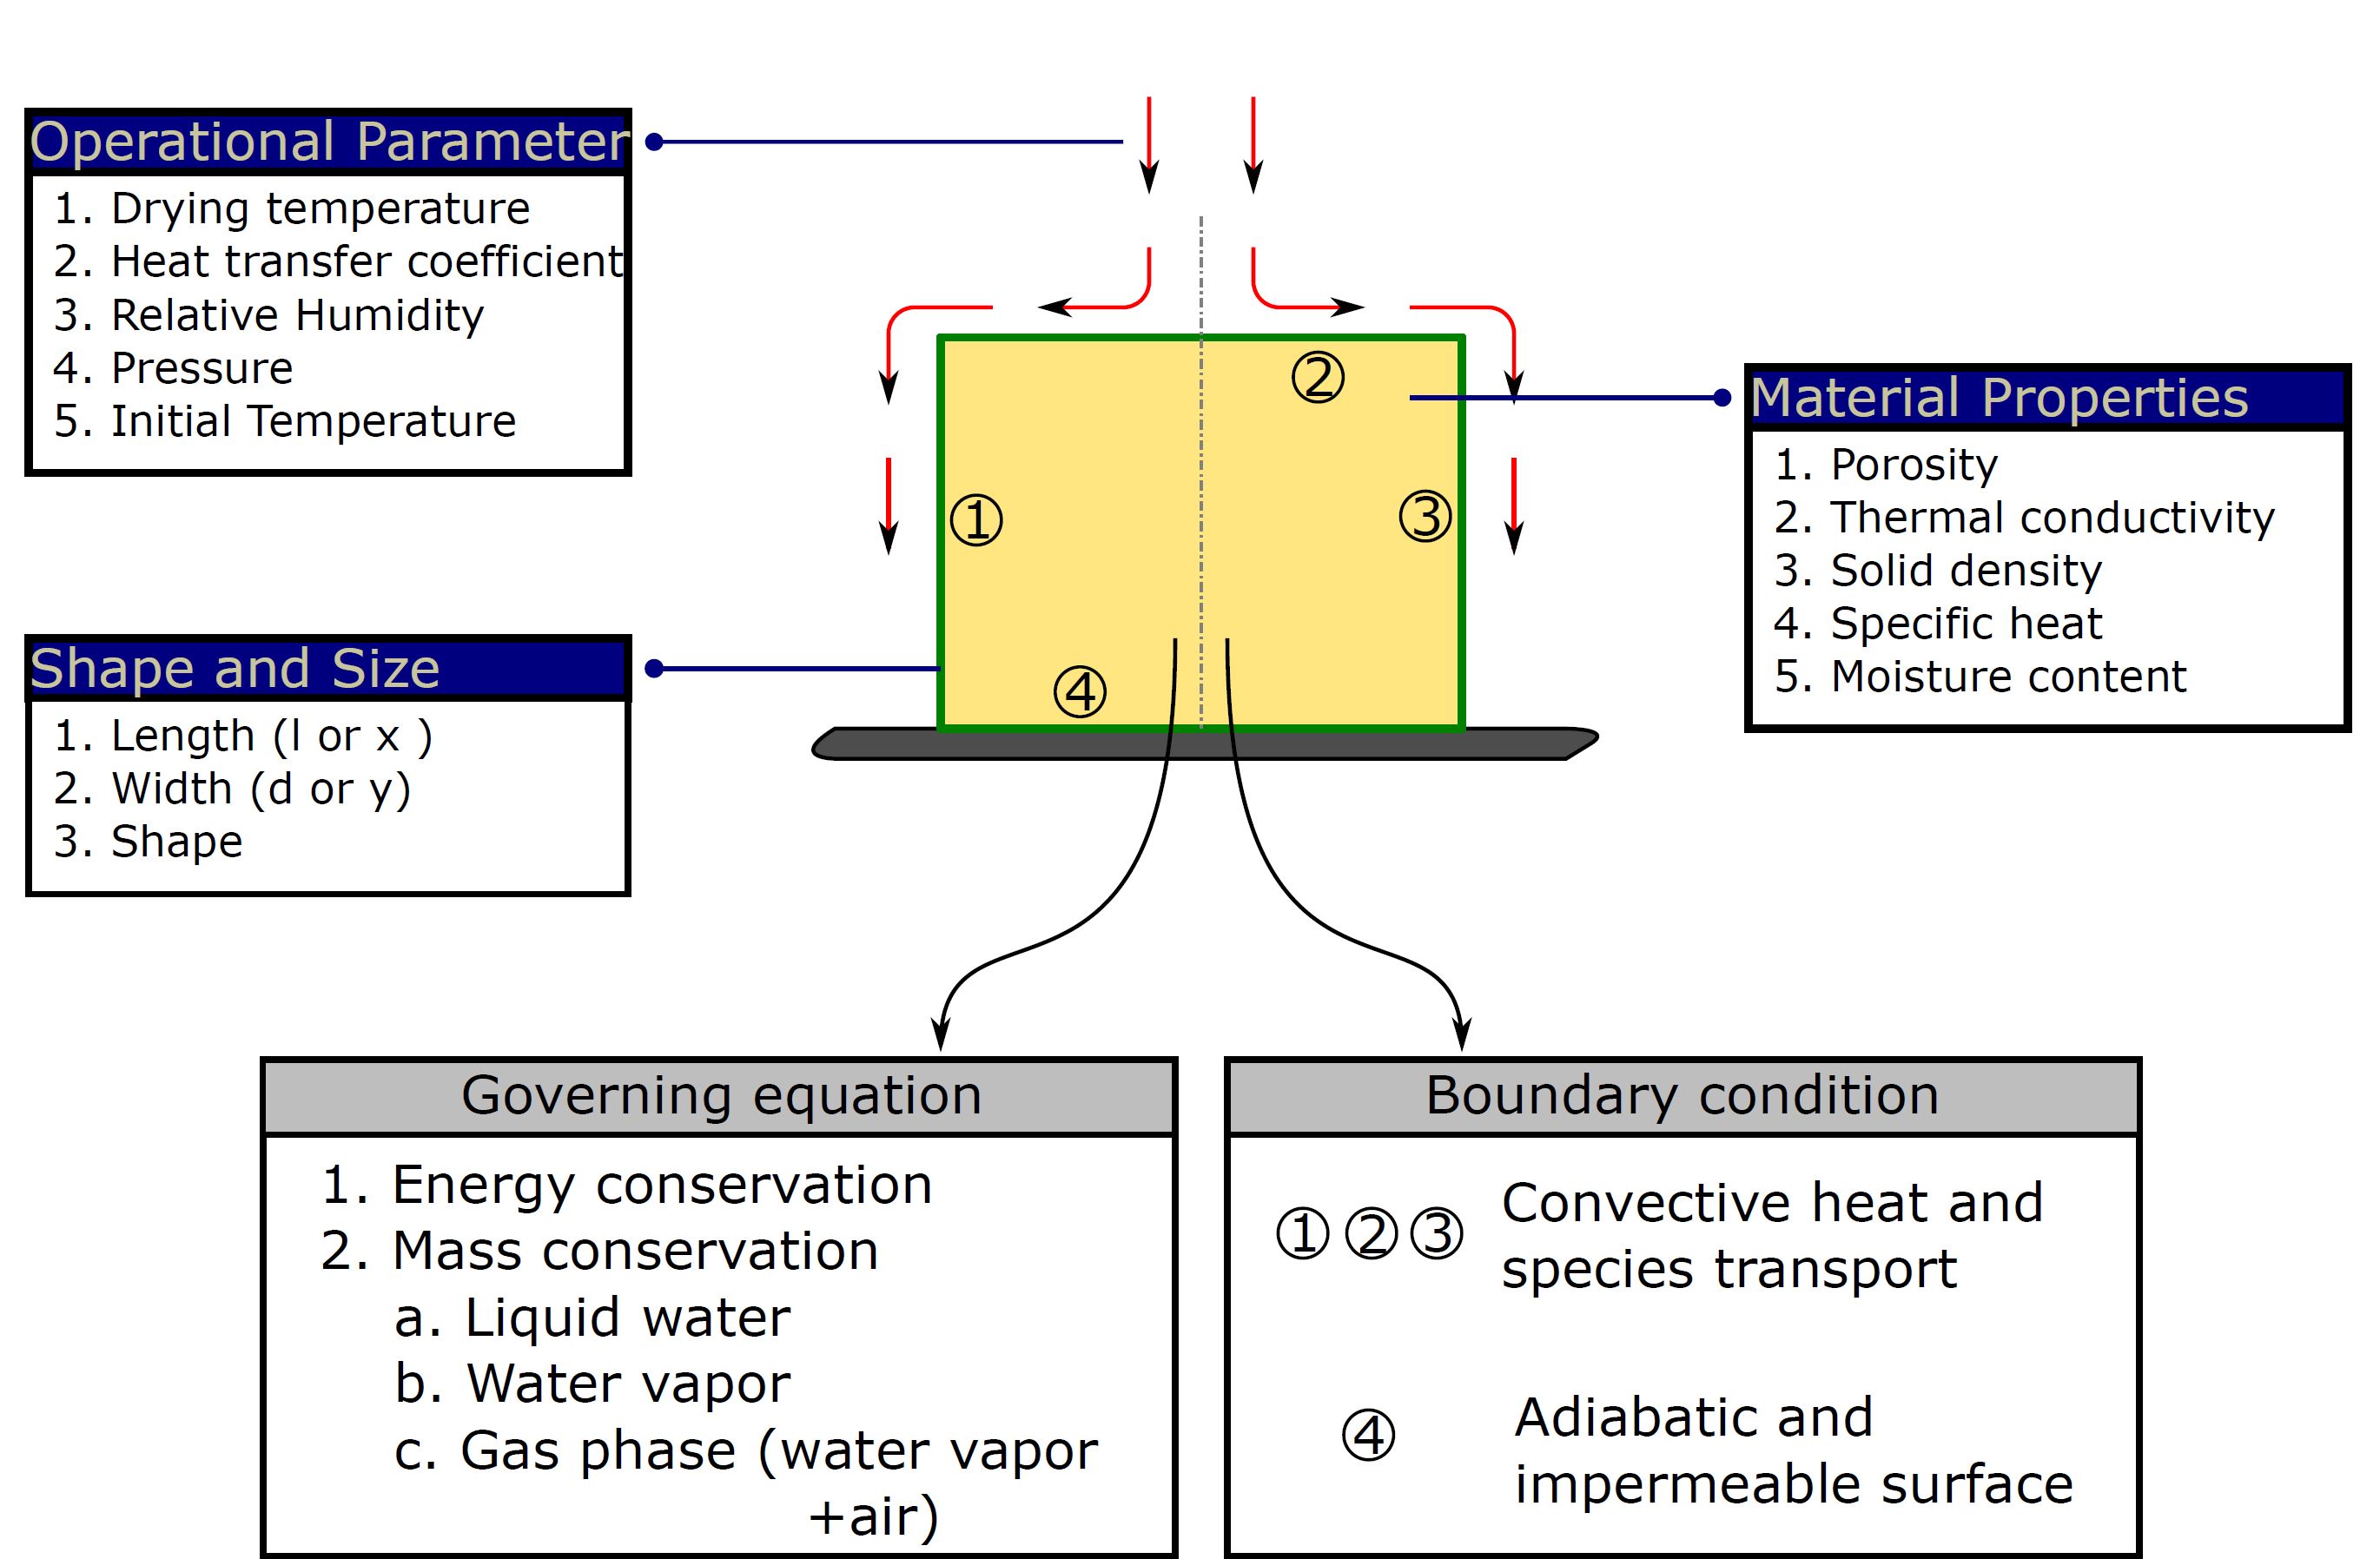 Operational Parameter
1. Drying temperature
2. Heat transfer coefficient
3. Relative Humidity
4. Pressure
5. Initial Temperature
②
Material Properties
1. Porosity
2. Thermal conductivity
3. Solid density
4. Specific heat
5. Moisture content
①
③
④
Shape and Size
1. Length (l or x )
2. Width (d or y)
3. Shape
Governing equation
1. Energy conservation
2. Mass conservation
a. Liquid water
b. Water vapor
c. Gas phase (water vapor
+air)
Boundary condition
① ② ③ Convective heat and
species transport
④ Adiabatic and
impermeable surface